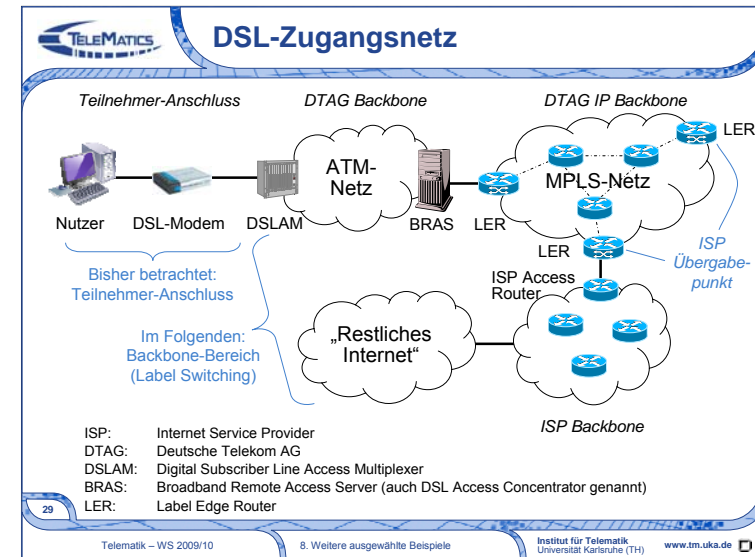 TELEMATICS
DSL-Zugangsnetz
Teilnehmer-Anschluss
DTAG Backbone
DTAG IP Backbone
LER
ATM-
Netz
MPLS-Netz
Nutzer
DSL-Modem
DSLAM
BRAS
LER
LER
ISP
Übergabe-
punkt
Bisher betrachtet:
Teilnehmer-Anschluss
ISP Access
Router
Im Folgenden:
Backbone-Bereich
(Label Switching)
„Restliches
Internet“
ISP Backbone
ISP: Internet Service Provider
DTAG: Deutsche Telekom AG
DSLAM: Digital Subscriber Line Access Multiplexer
BRAS: Broadband Remote Access Server (auch DSL Access Concentrator genannt)
LER: Label Edge Router
29
Telematik – WS 2009/10
8. Weitere ausgewählte Beispiele
Institut für Telematik
Universität Karlsruhe (TH)
www.tm.uka.de